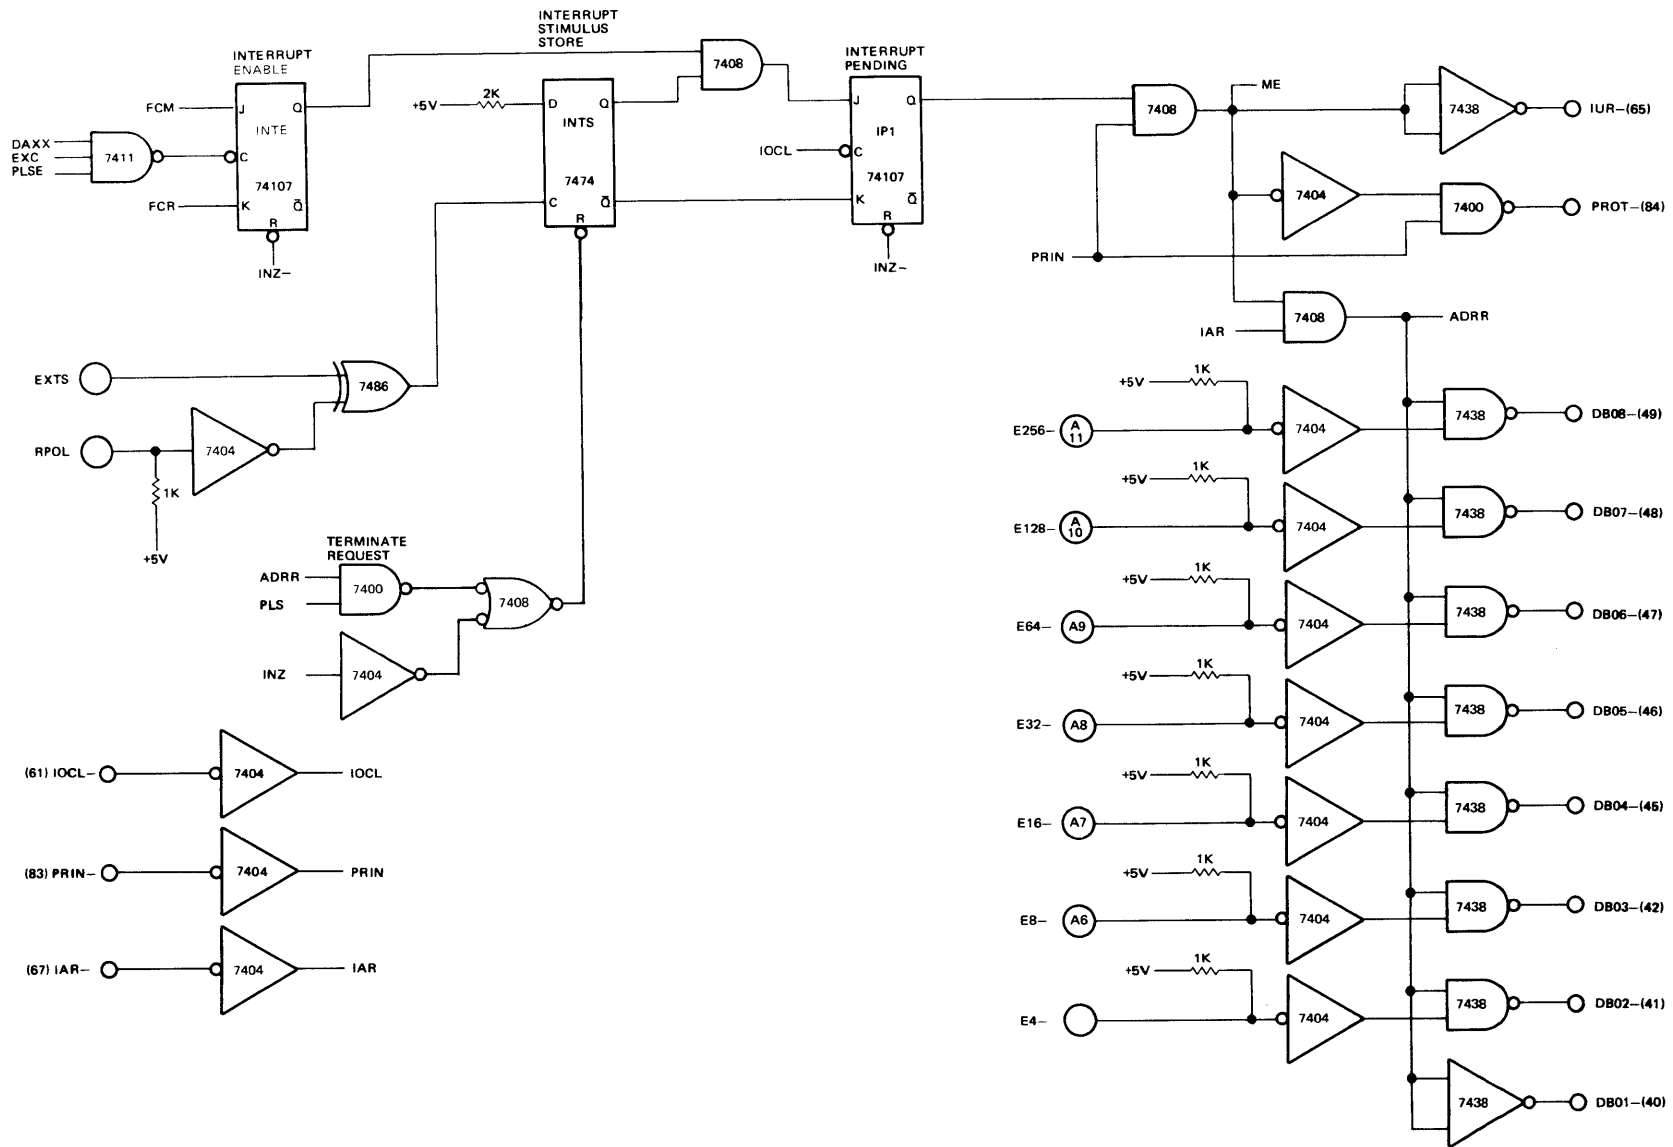 INTERRUPT
ENABLE
FCM
J
Q
INTE
DAXX
EXC
PLSE
7411
C
74107
FCR
K
Q̅
R
INZ–
INTERRUPT
STIMULUS
STORE
+5V
2K
D
Q
INTS
7474
C
Q̅
R
7408
INTERRUPT
PENDING
J
Q
IP1
IOCL
C
74107
K
Q̅
R
INZ–
7408
ME
7438
IUR–(65)
7404
7400
PROT–(84)
PRIN
IAR
7408
ADRR
EXTS
7486
RPOL
7404
1K
+5V
TERMINATE
REQUEST
ADRR
PLS
7400
7408
INZ
7404
(61) IOCL–
7404
IOCL
(83) PRIN–
7404
PRIN
(67) IAR–
7404
IAR
+5V
1K
E256–
A
11
7404
7438
DB08–(49)
+5V
1K
E128–
A
10
7404
7438
DB07–(48)
+5V
1K
E64–
A9
7404
7438
DB06–(47)
+5V
1K
E32–
A8
7404
7438
DB05–(46)
+5V
1K
E16–
A7
7404
7438
DB04–(45)
+5V
1K
E8–
A6
7404
7438
DB03–(42)
+5V
1K
E4–
7404
7438
DB02–(41)
7438
DB01–(40)